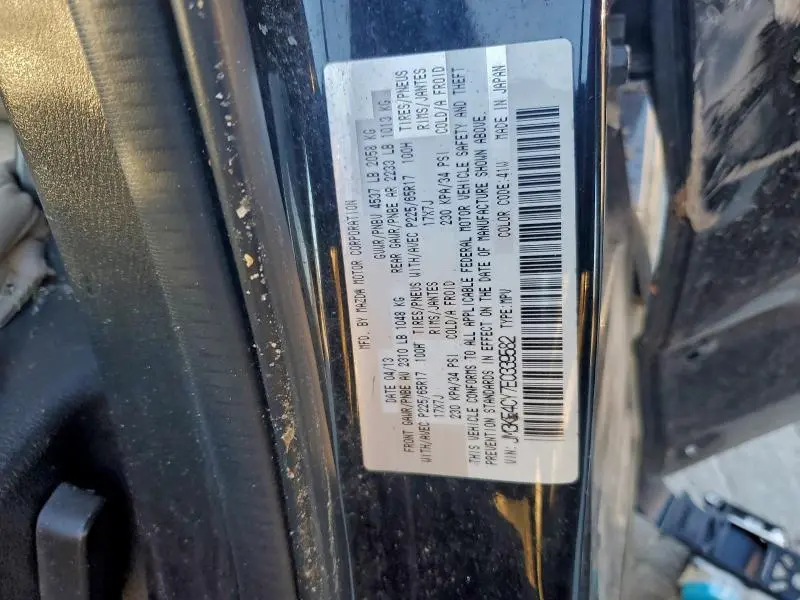 MFD. BY MAZDA MOTOR CORPORATION
DATE 04/13 GVWR/PNBV 4537 LB 2058 KG
FRONT GAWR/PNBE AV 2310 LB 1048 KG REAR GAWR/PNBE AR 2233 LB 1013 KG
WITH/AVEC P225/65R17 100H TIRES/PNEUS WITH/AVEC P225/65R17 100H TIRES/PNEUS
17X7J RIMS/JANTES 17X7J RIMS/JANTES
230 KPA/34 PSI COLD/A FROID 230 KPA/34 PSI COLD/A FROID
THIS VEHICLE CONFORMS TO ALL APPLICABLE FEDERAL MOTOR VEHICLE SAFETY AND THEFT
PREVENTION STANDARDS IN EFFECT ON THE DATE OF MANUFACTURE SHOWN ABOVE.
VIN: JM3KE4CY7E0339582 TYPE:MPV COLOR CODE:41W MADE IN JAPAN